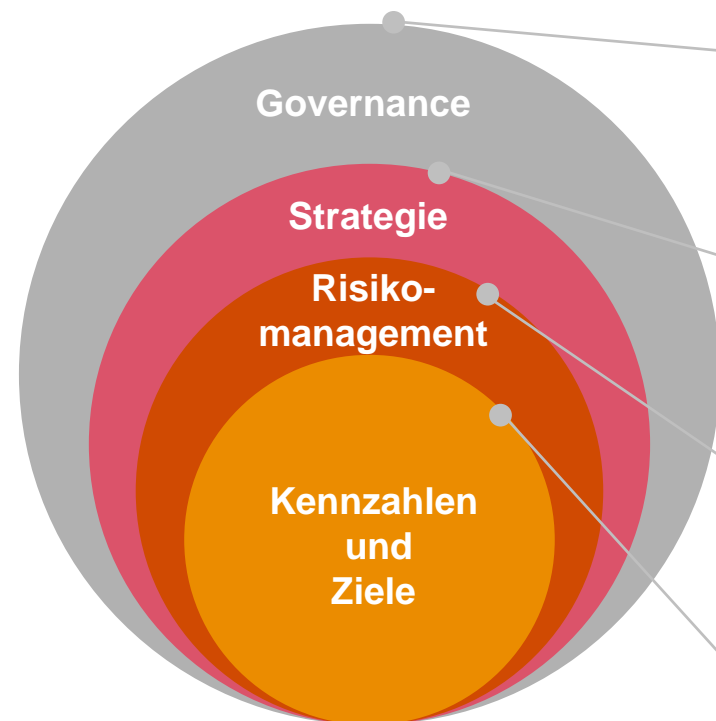 Governance
Strategie
Risiko-
management
Kennzahlen
und
Ziele